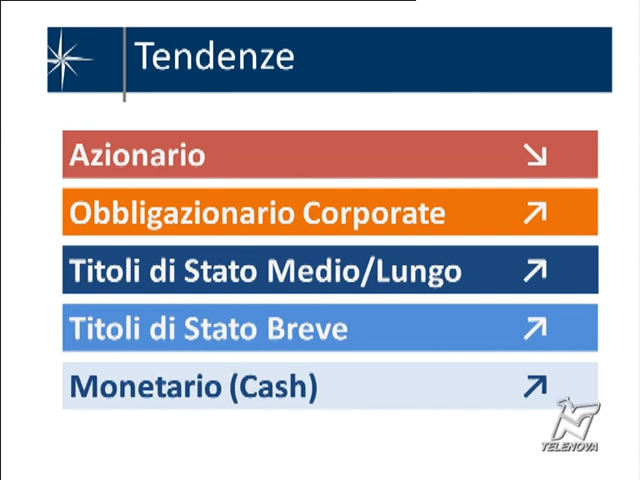 Tendenze
Azionario
Obbligazionario Corporate
Titoli di Stato Medio/Lungo
Titoli di Stato Breve
Monetario (Cash)
TELENOVA